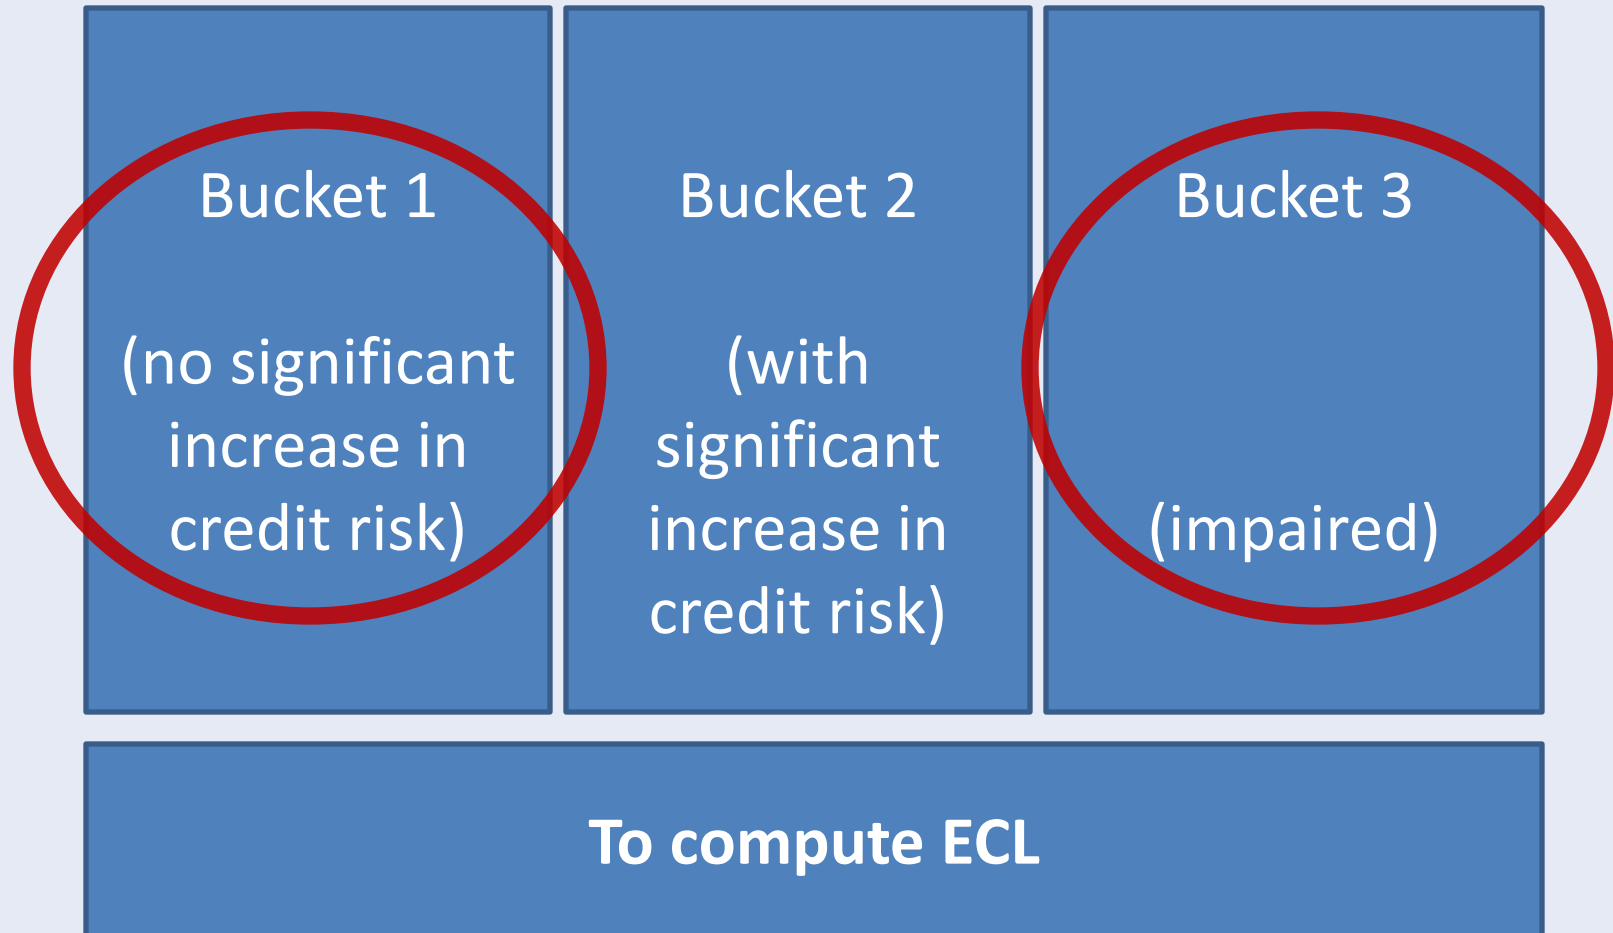 Bucket 1
(no significant
increase in
credit risk)
Bucket 2
(with
significant
increase in
credit risk)
Bucket 3
(impaired)
To compute ECL